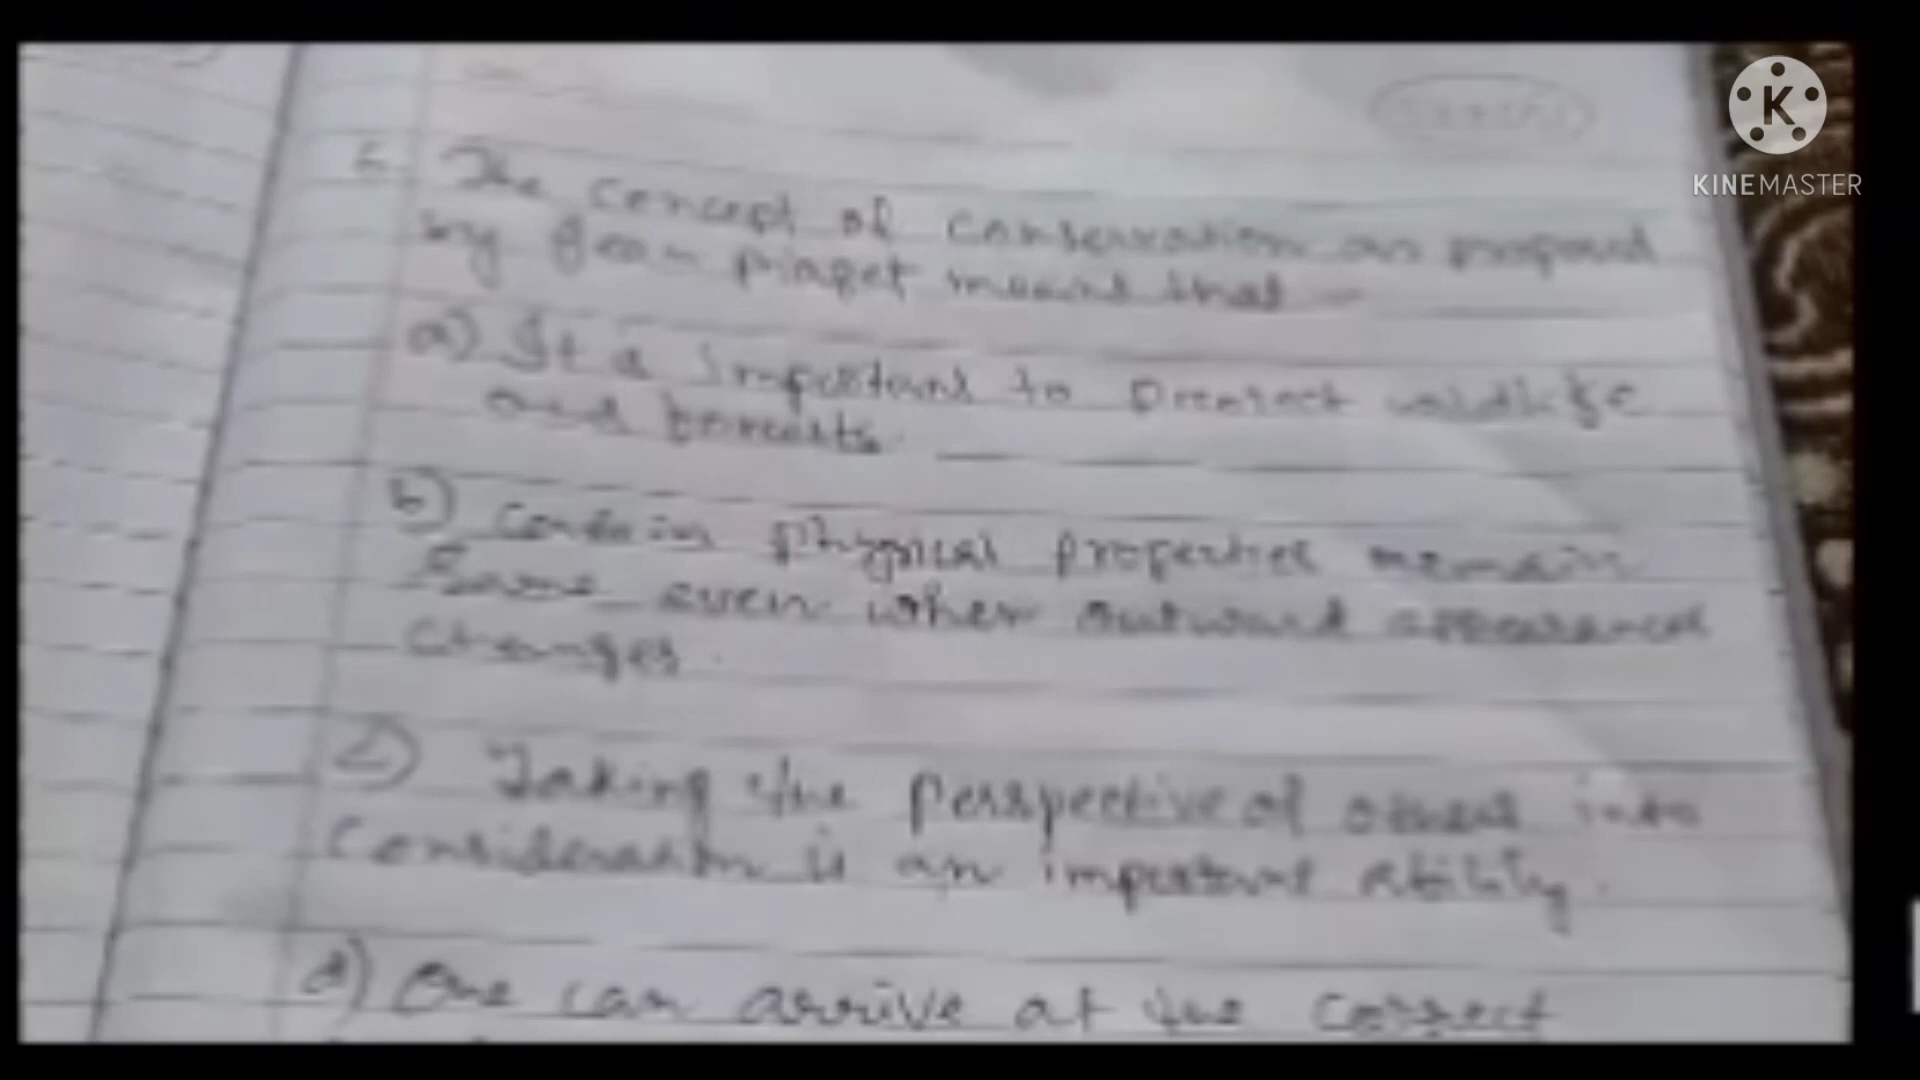 The concept of conservation as proposed
by Jean piaget means that -
a) It is important to protect wildlife
and forests.
b) Certain physical properties remain
Same even when outward appearances
changes.
c) Taking the perspective of others into
Consideration is an important ability.
d) One can arrive at the correct
KINEMASTER